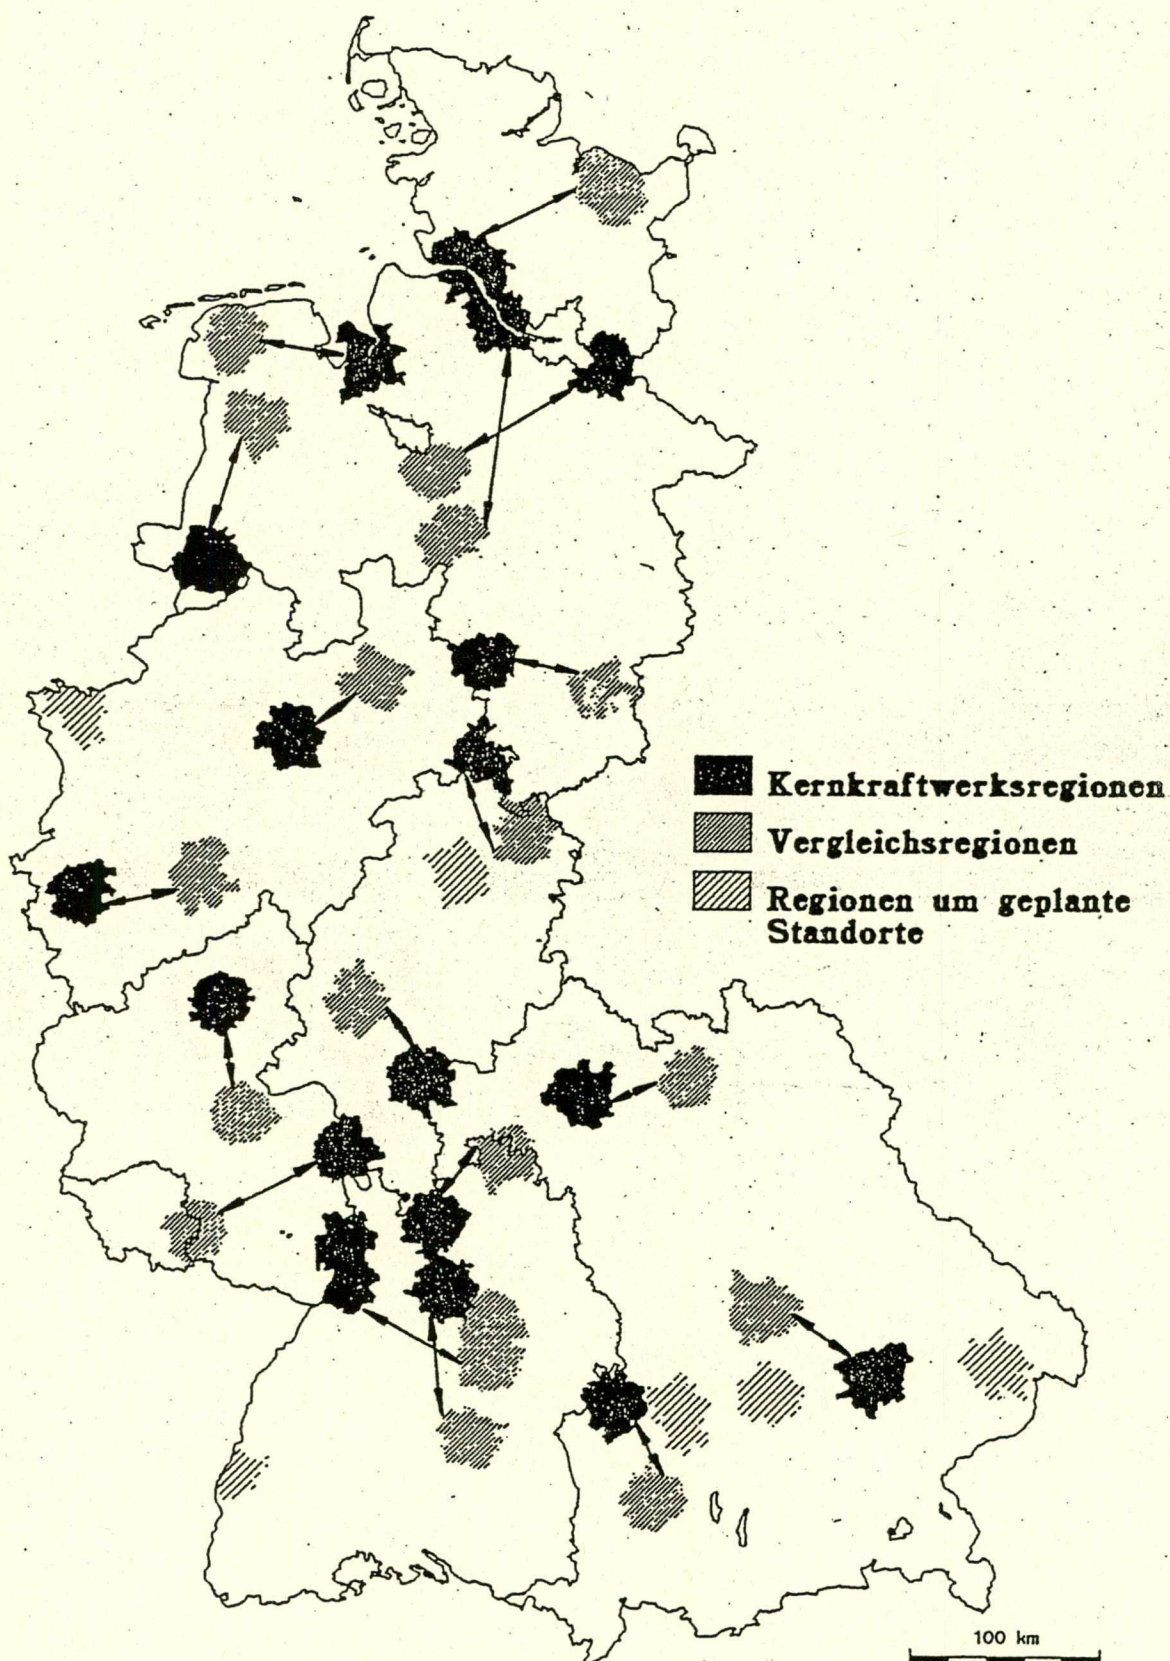 Kernkraftwerksregionen
Vergleichsregionen
Regionen um geplante
Standorte
100 km